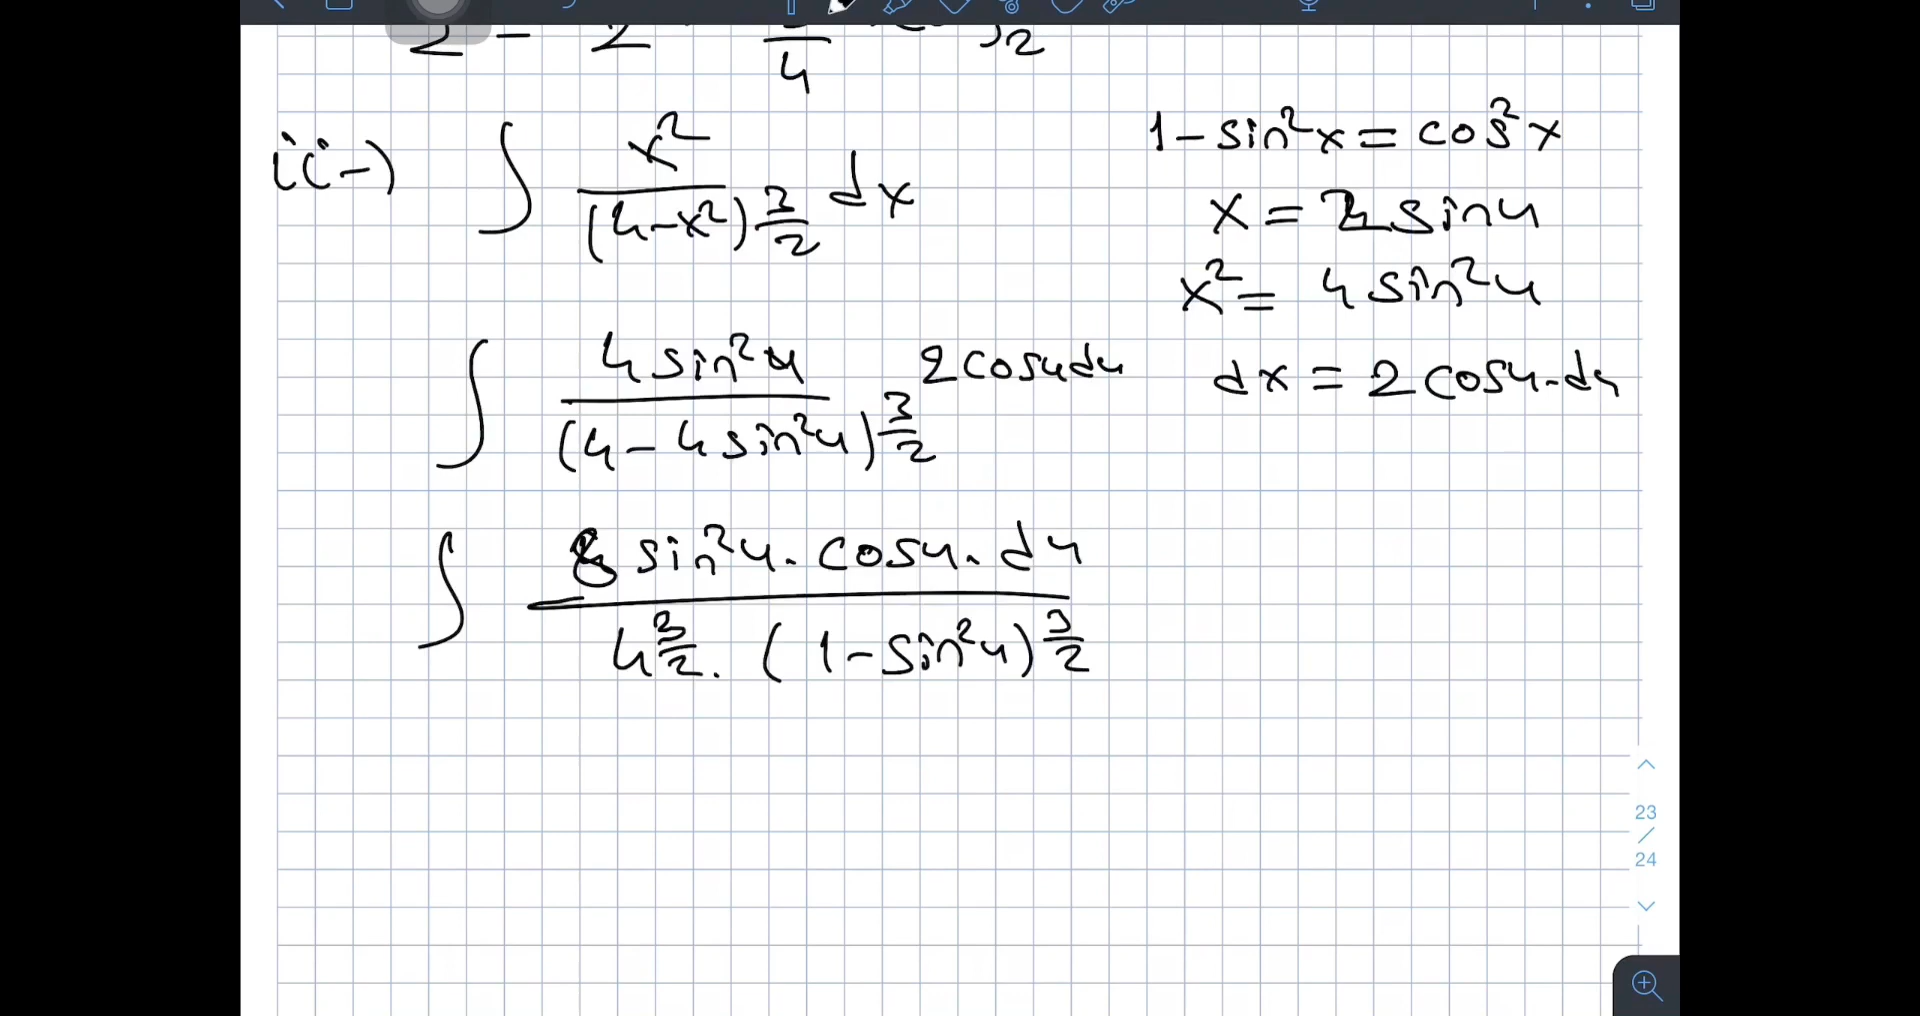 ii-) ∫ x² / (4-x²)^(3/2) dx
1-sin²x = cos²x
x = 2sinu
x² = 4sin²u
∫ 4sin²u / (4-4sin²u)^(3/2) 2cosudu
dx = 2cosu.du
∫ 8sin²u.cosu.du / 4^(3/2).(1-sin²u)^(3/2)
23
/
24